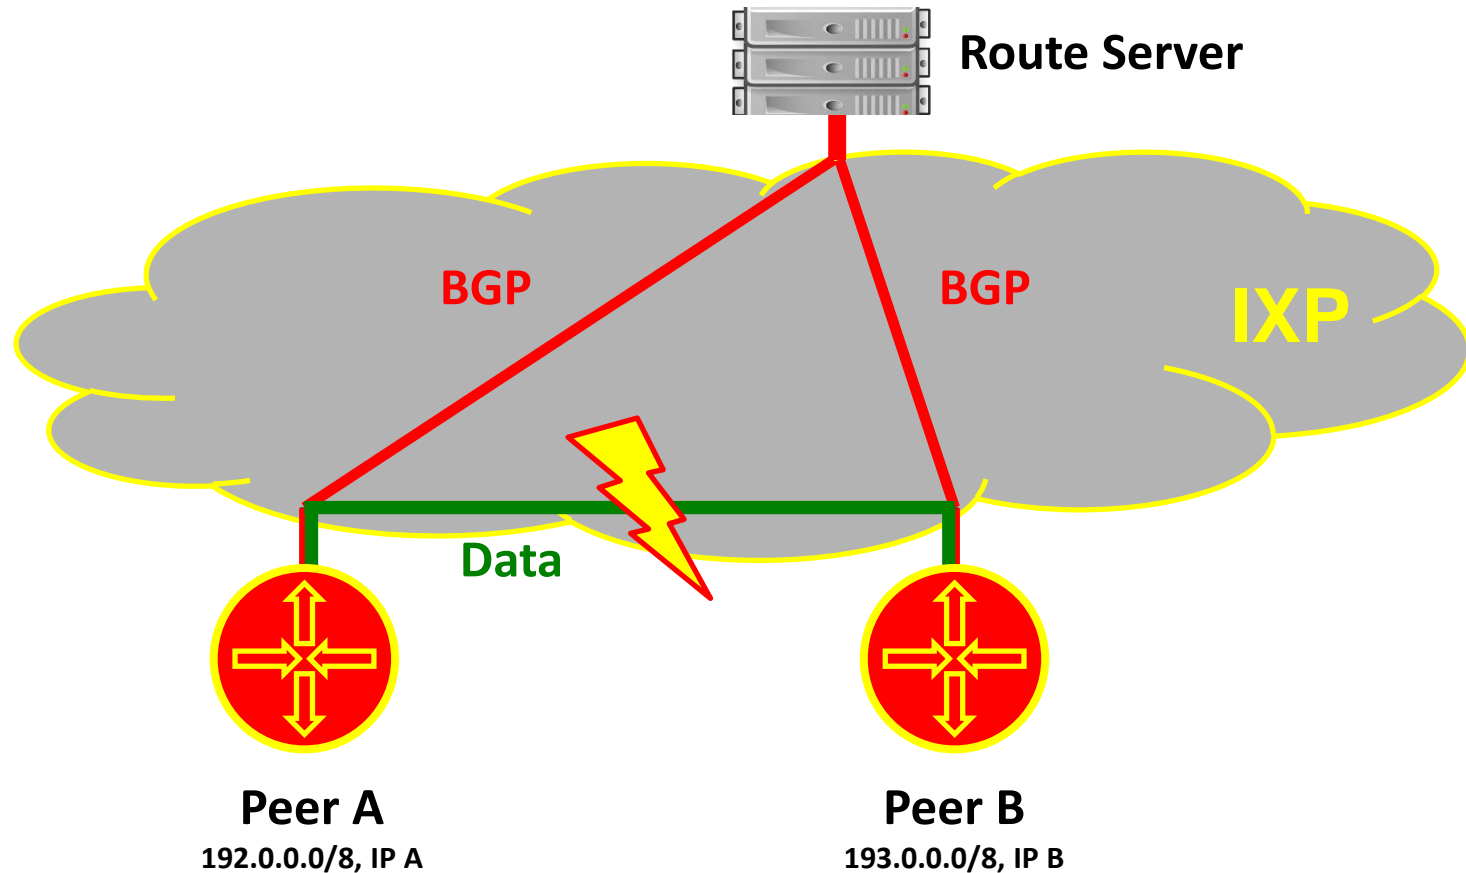 Route Server
BGP
BGP
IXP
Data
Peer A
192.0.0.0/8, IP A
Peer B
193.0.0.0/8, IP B